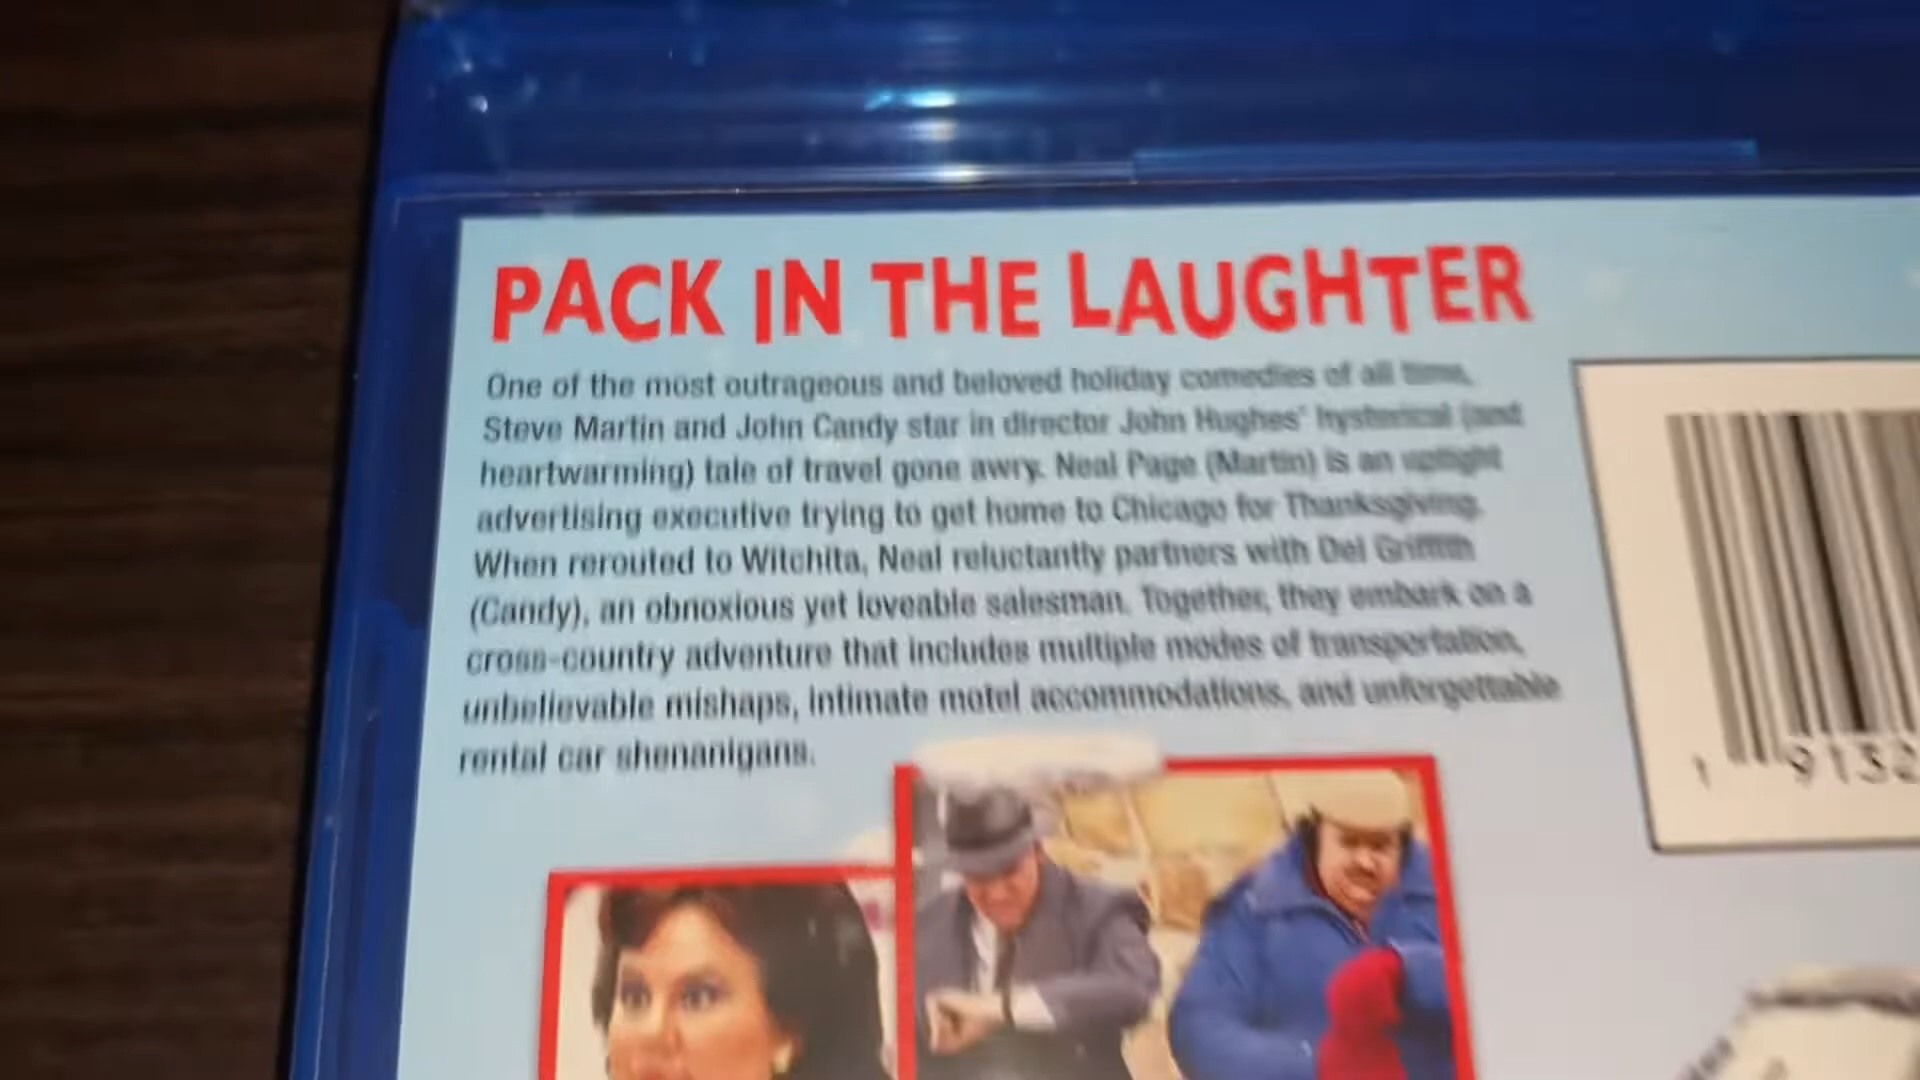 PACK IN THE LAUGHTER
One of the most outrageous and beloved holiday comedies of all time,
Steve Martin and John Candy star in director John Hughes' hysterical (and
heartwarming) tale of travel gone awry. Neal Page (Martin) is an uptight
advertising executive trying to get home to Chicago for Thanksgiving.
When rerouted to Witchita, Neal reluctantly partners with Del Griffith
(Candy), an obnoxious yet loveable salesman. Together, they embark on a
cross-country adventure that includes multiple modes of transportation,
unbelievable mishaps, intimate motel accommodations, and unforgettable
rental car shenanigans.
1 9132